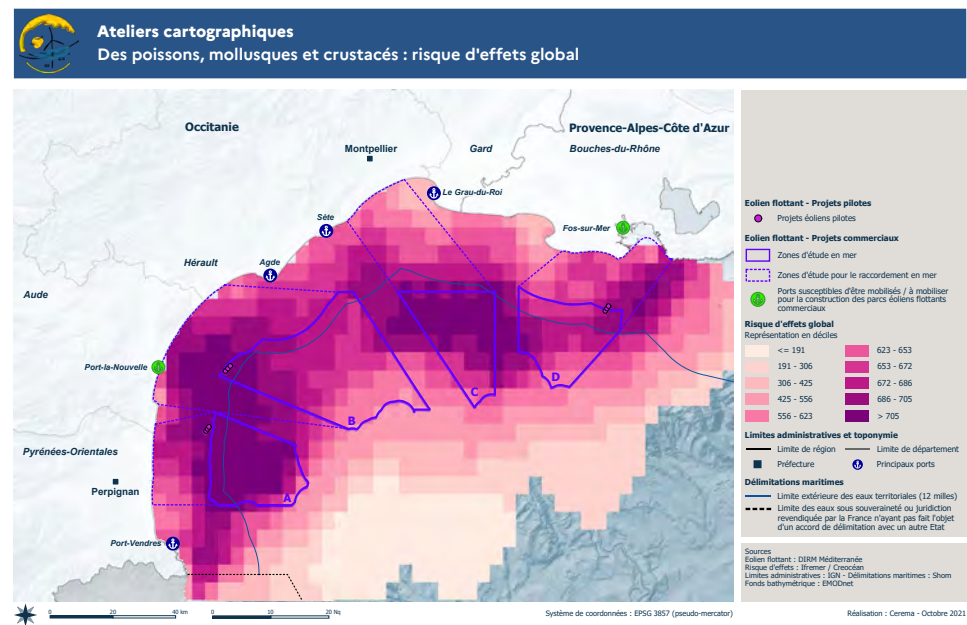 Ateliers cartographiques
Des poissons, mollusques et crustacés : risque d'effets global
Occitanie
Provence-Alpes-Côte d'Azur
Montpellier
Gard
Bouches-du-Rhône
Le Grau-du-Roi
Sète
Fos-sur-Mer
Hérault
Agde
Aude
Port-la-Nouvelle
D
C
B
Pyrénées-Orientales
Perpignan
A
Port-Vendres
Eolien flottant - Projets pilotes
Projets éoliens pilotes
Eolien flottant - Projets commerciaux
Zones d'étude en mer
Zones d'étude pour le raccordement en mer
Ports susceptibles d'être mobilisés / à mobiliser
pour la construction des parcs éoliens flottants
commerciaux
Risque d'effets global
Représentation en déciles
<= 191
623 - 653
191 - 306
653 - 672
306 - 425
672 - 686
425 - 556
686 - 705
556 - 623
> 705
Limites administratives et toponymie
Limite de région
Limite de département
Préfecture
Principaux ports
Délimitations maritimes
Limite extérieure des eaux territoriales (12 milles)
Limite des eaux sous souveraineté ou juridiction
revendiquée par la France n'ayant pas fait l'objet
d'un accord de délimitation avec un autre Etat
Sources
Eolien flottant : DIRM Méditerranée
Risque d'effets : Ifremer / Creocéan
Limites administratives : IGN - Délimitations maritimes : Shom
Fonds bathymétrique : EMODnet
0 20 40 km
0 10 20 Nq
Système de coordonnées : EPSG 3857 (pseudo-mercator)
Réalisation : Cerema - Octobre 2021